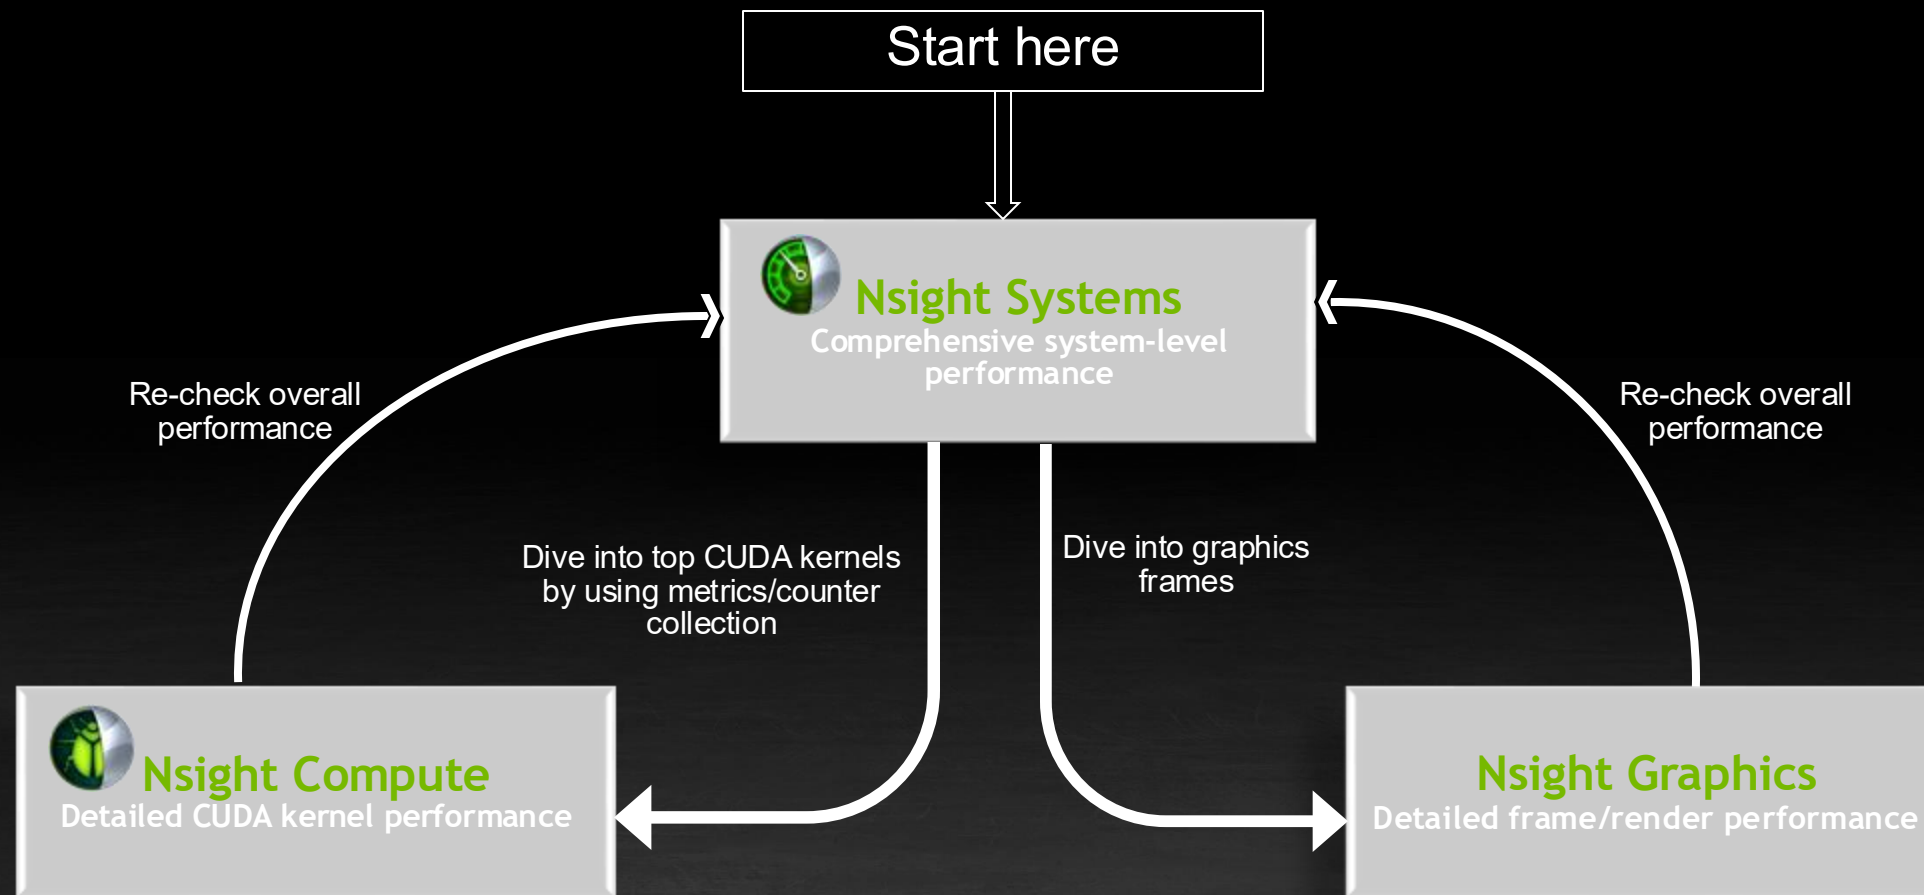 Start here
Nsight Systems
Comprehensive system-level
performance
Re-check overall
performance
Re-check overall
performance
Dive into top CUDA kernels
by using metrics/counter
collection
Dive into graphics
frames
Nsight Compute
Detailed CUDA kernel performance
Nsight Graphics
Detailed frame/render performance